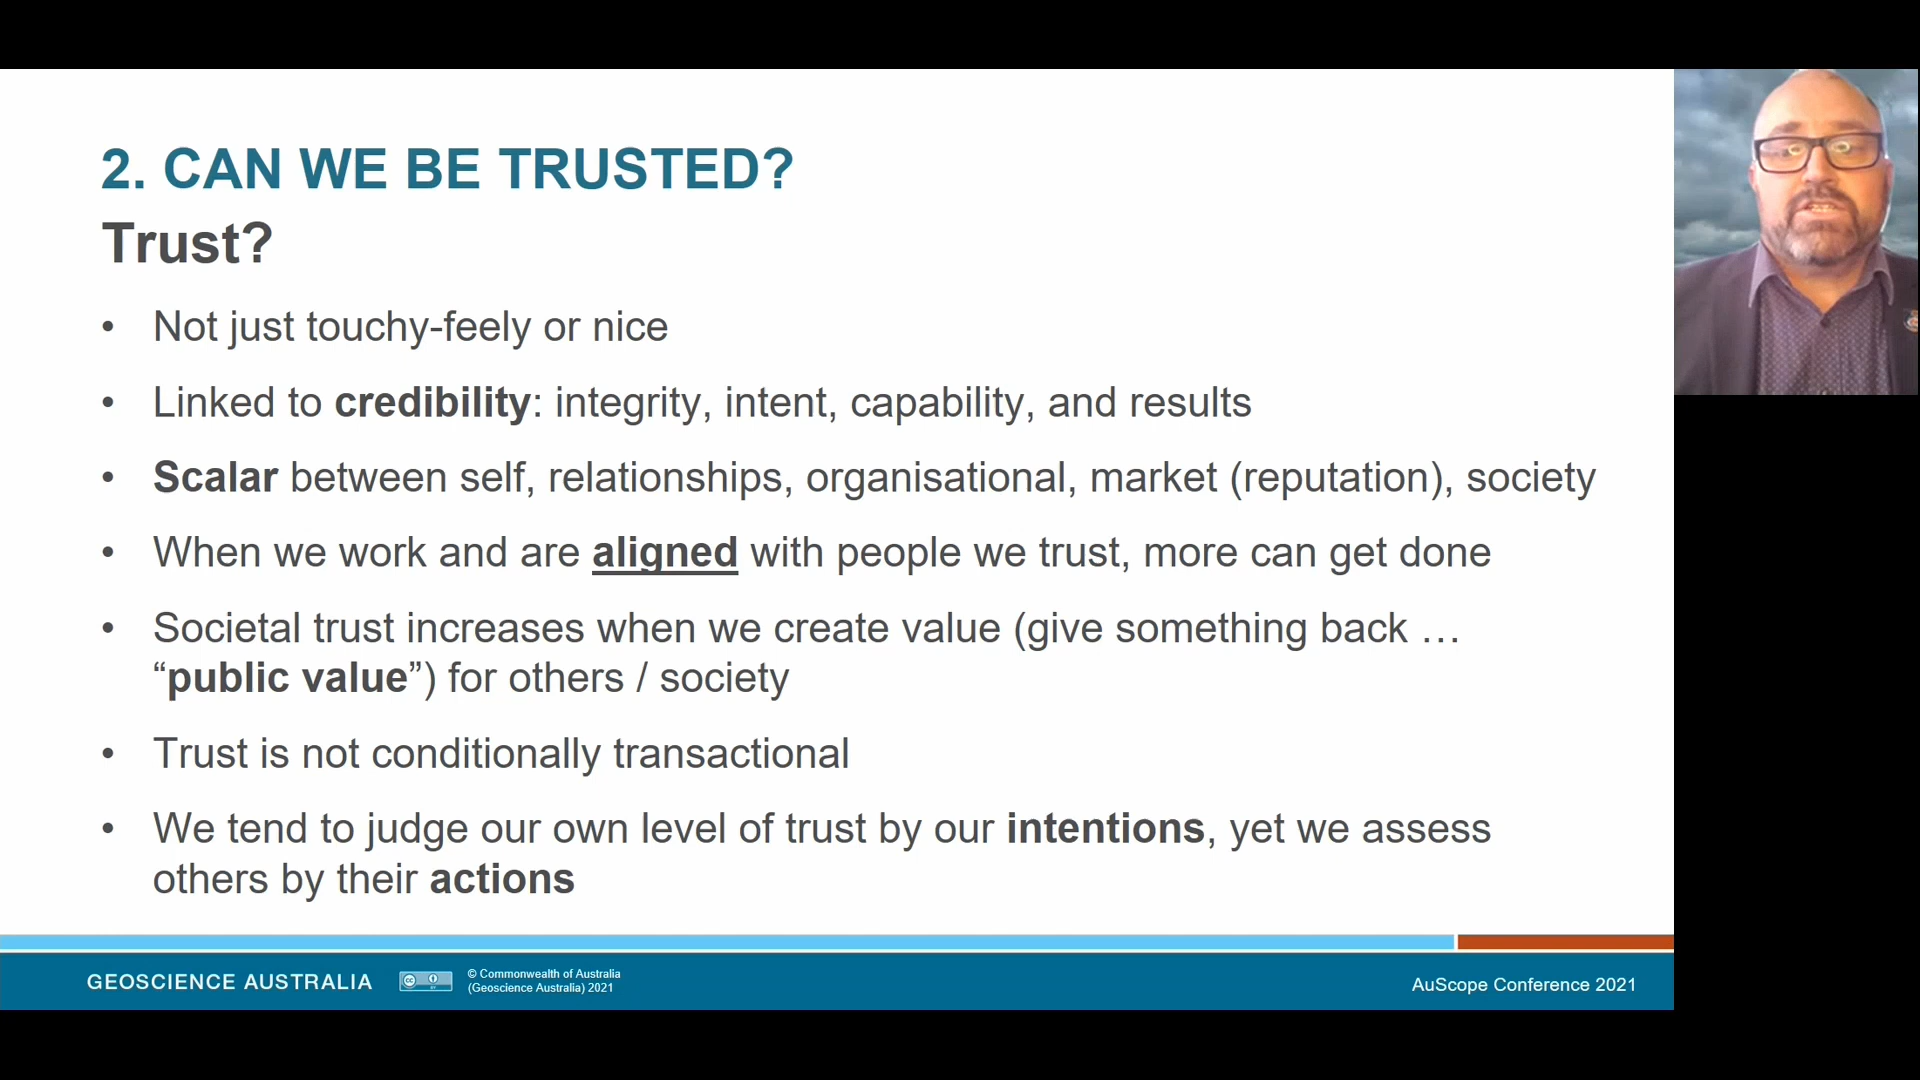 2. CAN WE BE TRUSTED?
Trust?
• Not just touchy-feely or nice
• Linked to credibility: integrity, intent, capability, and results
• Scalar between self, relationships, organisational, market (reputation), society
• When we work and are aligned with people we trust, more can get done
• Societal trust increases when we create value (give something back …
“public value”) for others / society
• Trust is not conditionally transactional
• We tend to judge our own level of trust by our intentions, yet we assess
others by their actions
GEOSCIENCE AUSTRALIA
© Commonwealth of Australia
(Geoscience Australia) 2021
AuScope Conference 2021